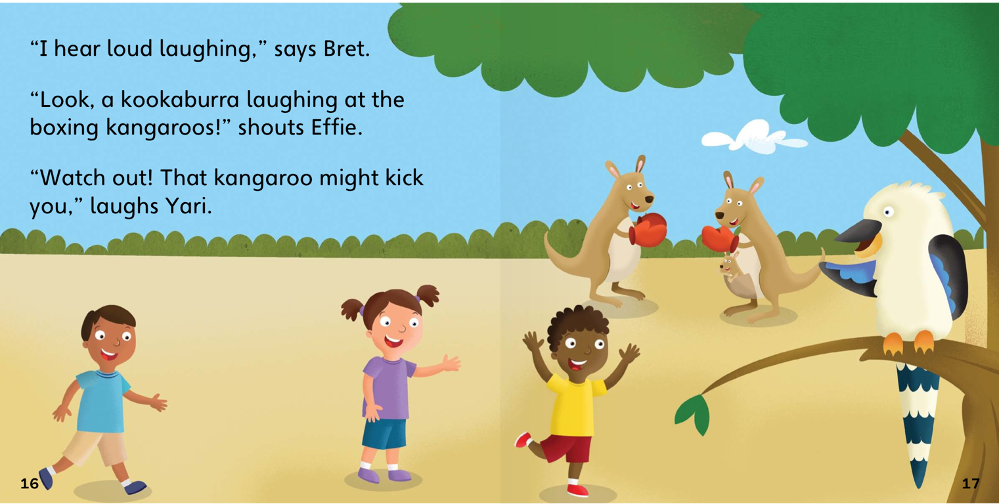 “I hear loud laughing,” says Bret.
“Look, a kookaburra laughing at the
boxing kangaroos!” shouts Effie.
“Watch out! That kangaroo might kick
you,” laughs Yari.
16
17